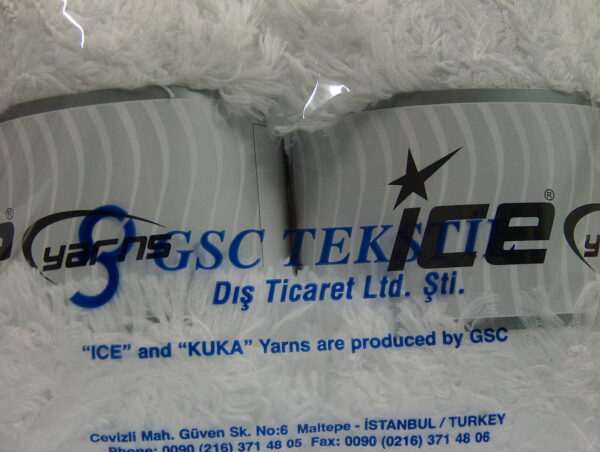 yarns
ICE
GSC TEKSTİL
Dış Ticaret Ltd. Şti.
"ICE" and "KUKA" Yarns are produced by GSC
Cevizli Mah. Güven Sk. No:6 Maltepe - İSTANBUL / TURKEY
Phone: 0090 (216) 371 48 05 Fax: 0090 (0216) 371 48 06